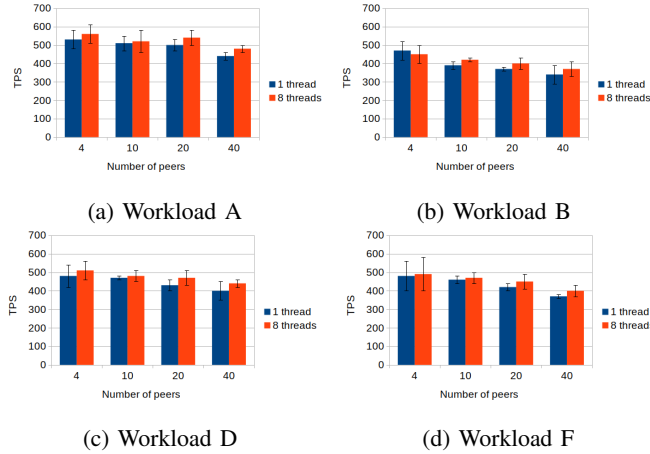 700
600
500
400
300
200
100
0
TPS
4 10 20 40
Number of peers
1 thread
8 threads
(a) Workload A
700
600
500
400
300
200
100
0
TPS
4 10 20 40
Number of peers
1 thread
8 threads
(b) Workload B
700
600
500
400
300
200
100
0
TPS
4 10 20 40
Number of peers
1 thread
8 threads
(c) Workload D
700
600
500
400
300
200
100
0
TPS
4 10 20 40
Number of peers
1 thread
8 threads
(d) Workload F